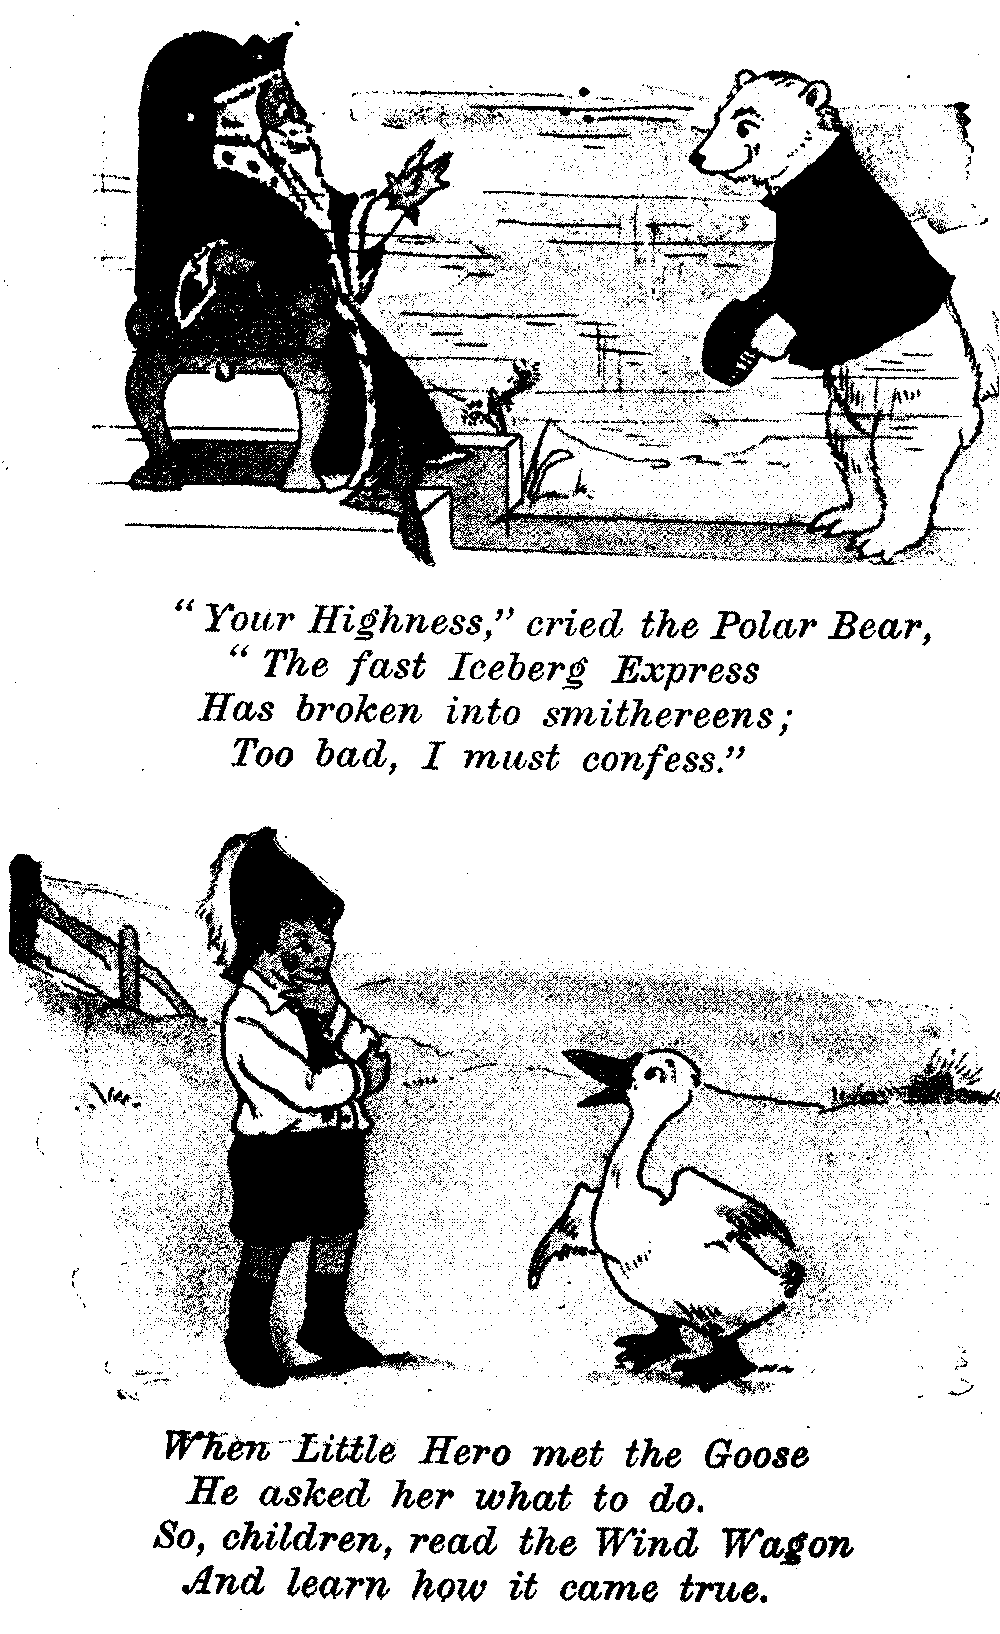 “Your Highness,” cried the Polar Bear,
“The fast Iceberg Express
Has broken into smithereens;
Too bad, I must confess.”
When Little Hero met the Goose
He asked her what to do.
So, children, read the Wind Wagon
And learn how it came true.